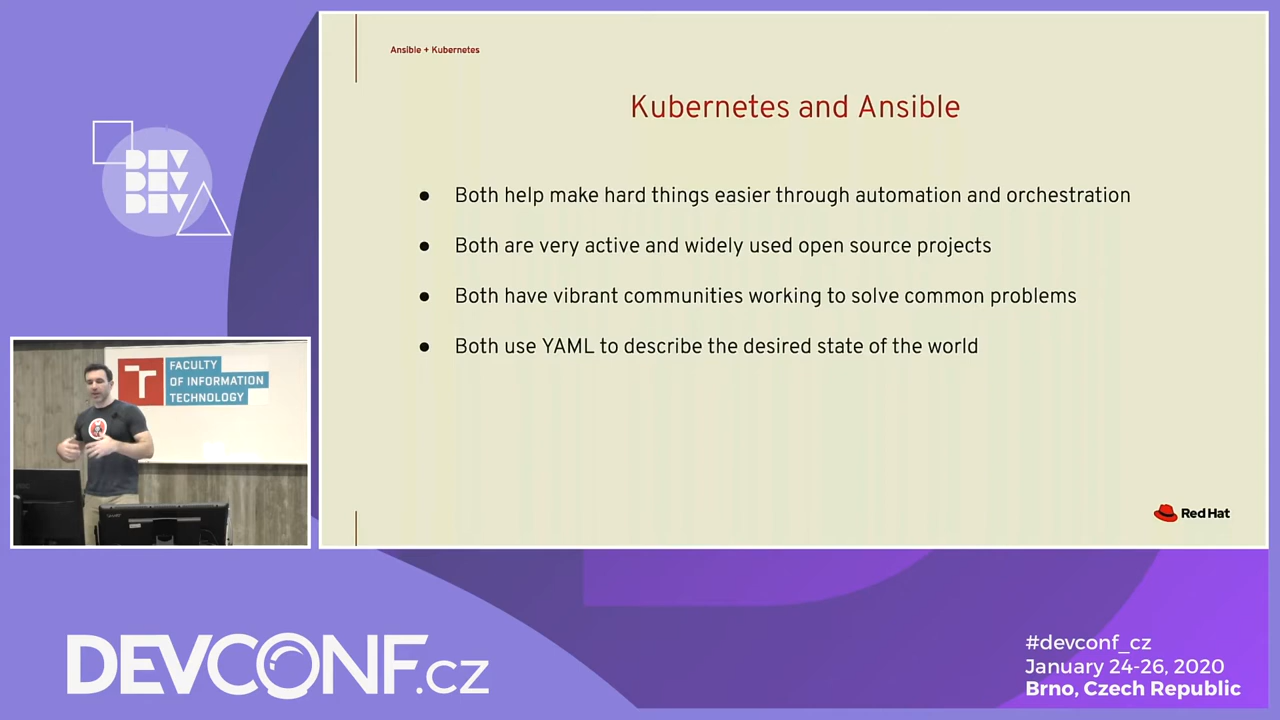 Ansible + Kubernetes
Kubernetes and Ansible
● Both help make hard things easier through automation and orchestration
● Both are very active and widely used open source projects
● Both have vibrant communities working to solve common problems
● Both use YAML to describe the desired state of the world
Red Hat
DEV
DEV
DEV
FACULTY
OF INFORMATION
TECHNOLOGY
DEVCONF.cz
#devconf_cz
January 24-26, 2020
Brno, Czech Republic